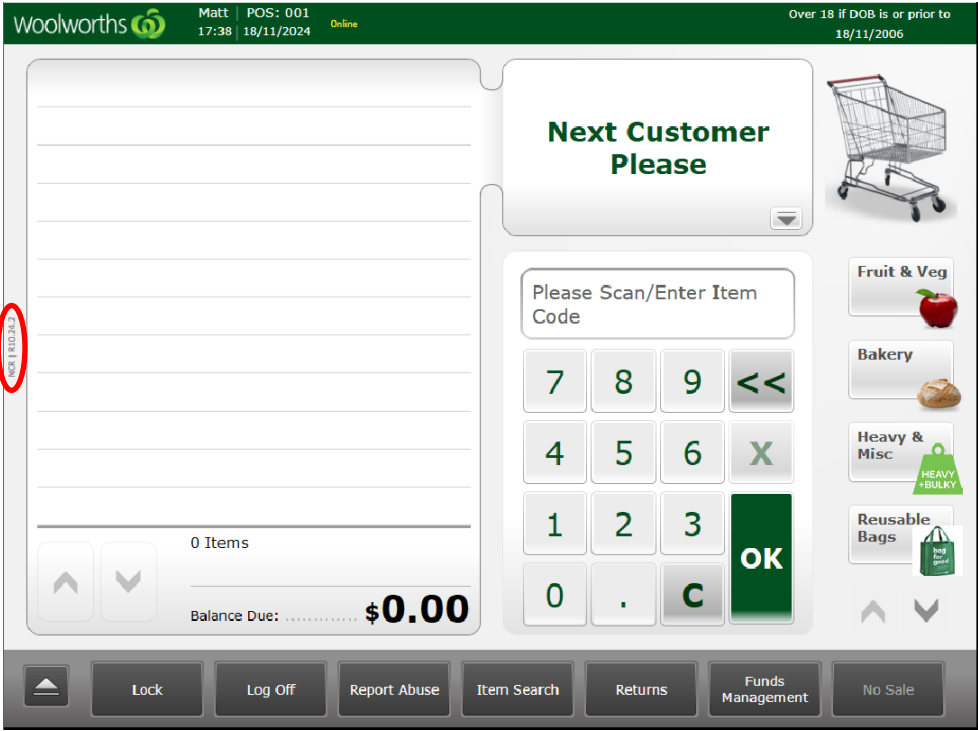 Woolworths
Matt | POS: 001
17:38 | 18/11/2024
Online
Over 18 if DOB is or prior to
18/11/2006
Next Customer
Please
NCR | R10.24.2
Please Scan/Enter Item
Code
7 8 9 <<
4 5 6 X
1 2 3
OK
0 . C
Fruit & Veg
Bakery
Heavy &
Misc
HEAVY
+BULKY
Reusable
Bags
bag
for
good
0 Items
Balance Due: ............. $0.00
Lock
Log Off
Report Abuse
Item Search
Returns
Funds
Management
No Sale